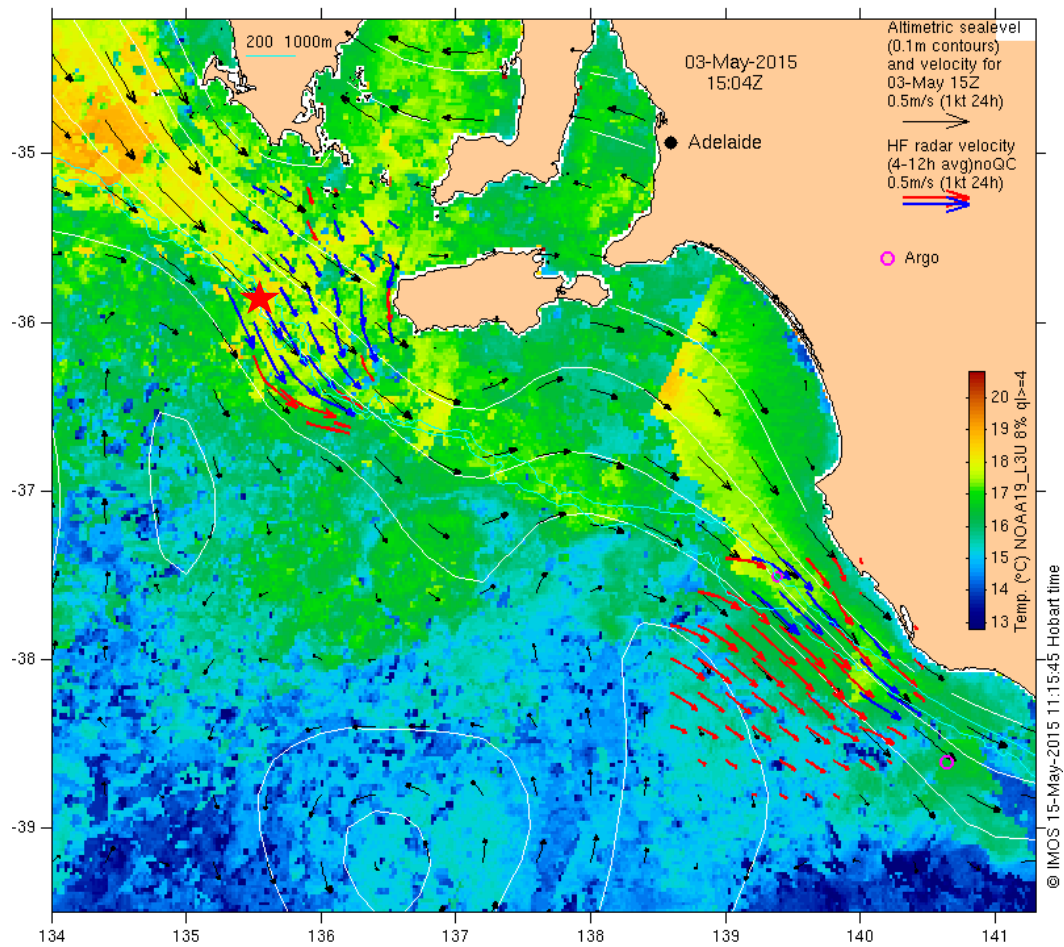 200 1000m
03-May-2015
15:04Z
Altimetric sealevel
(0.1m contours)
and velocity for
03-May 15Z
0.5m/s (1kt 24h)
HF radar velocity
(4-12h avg)noQC
0.5m/s (1kt 24h)
Adelaide
Argo
-35
-36
-37
-38
-39
134
135
136
137
138
139
140
141
20
19
18
17
16
15
14
13
Temp. (°C) NOAA19_L3U 8% ql>=4
© IMOS 15-May-2015 11:15:45 Hobart time